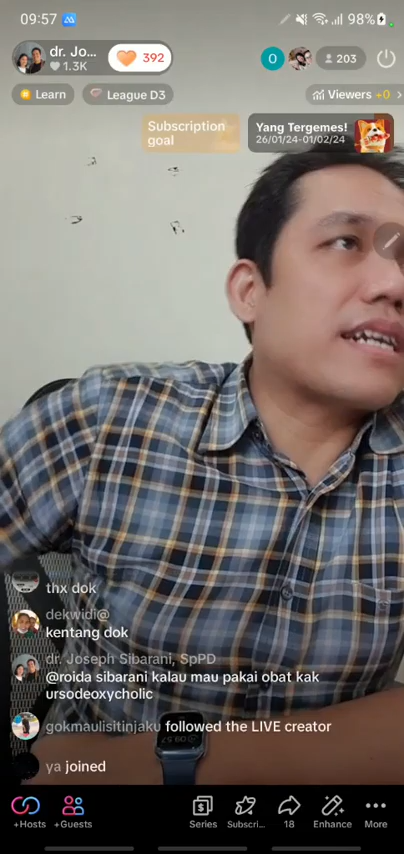 09:57
98%
dr. Jo...
1.3K
392
O
203
Learn
League D3
Viewers +0 >
Subscription
goal
Yang Tergemes!
26/01/24-01/02/24
thx dok
dekwidi@
kentang dok
dr. Joseph Sibarani, SpPD
@roida sibarani kalau mau pakai obat kak
ursodeoxycholic
gokmaulisitinjaku followed the LIVE creator
ya joined
+Hosts
+Guests
Series
Subscri...
18
Enhance
More